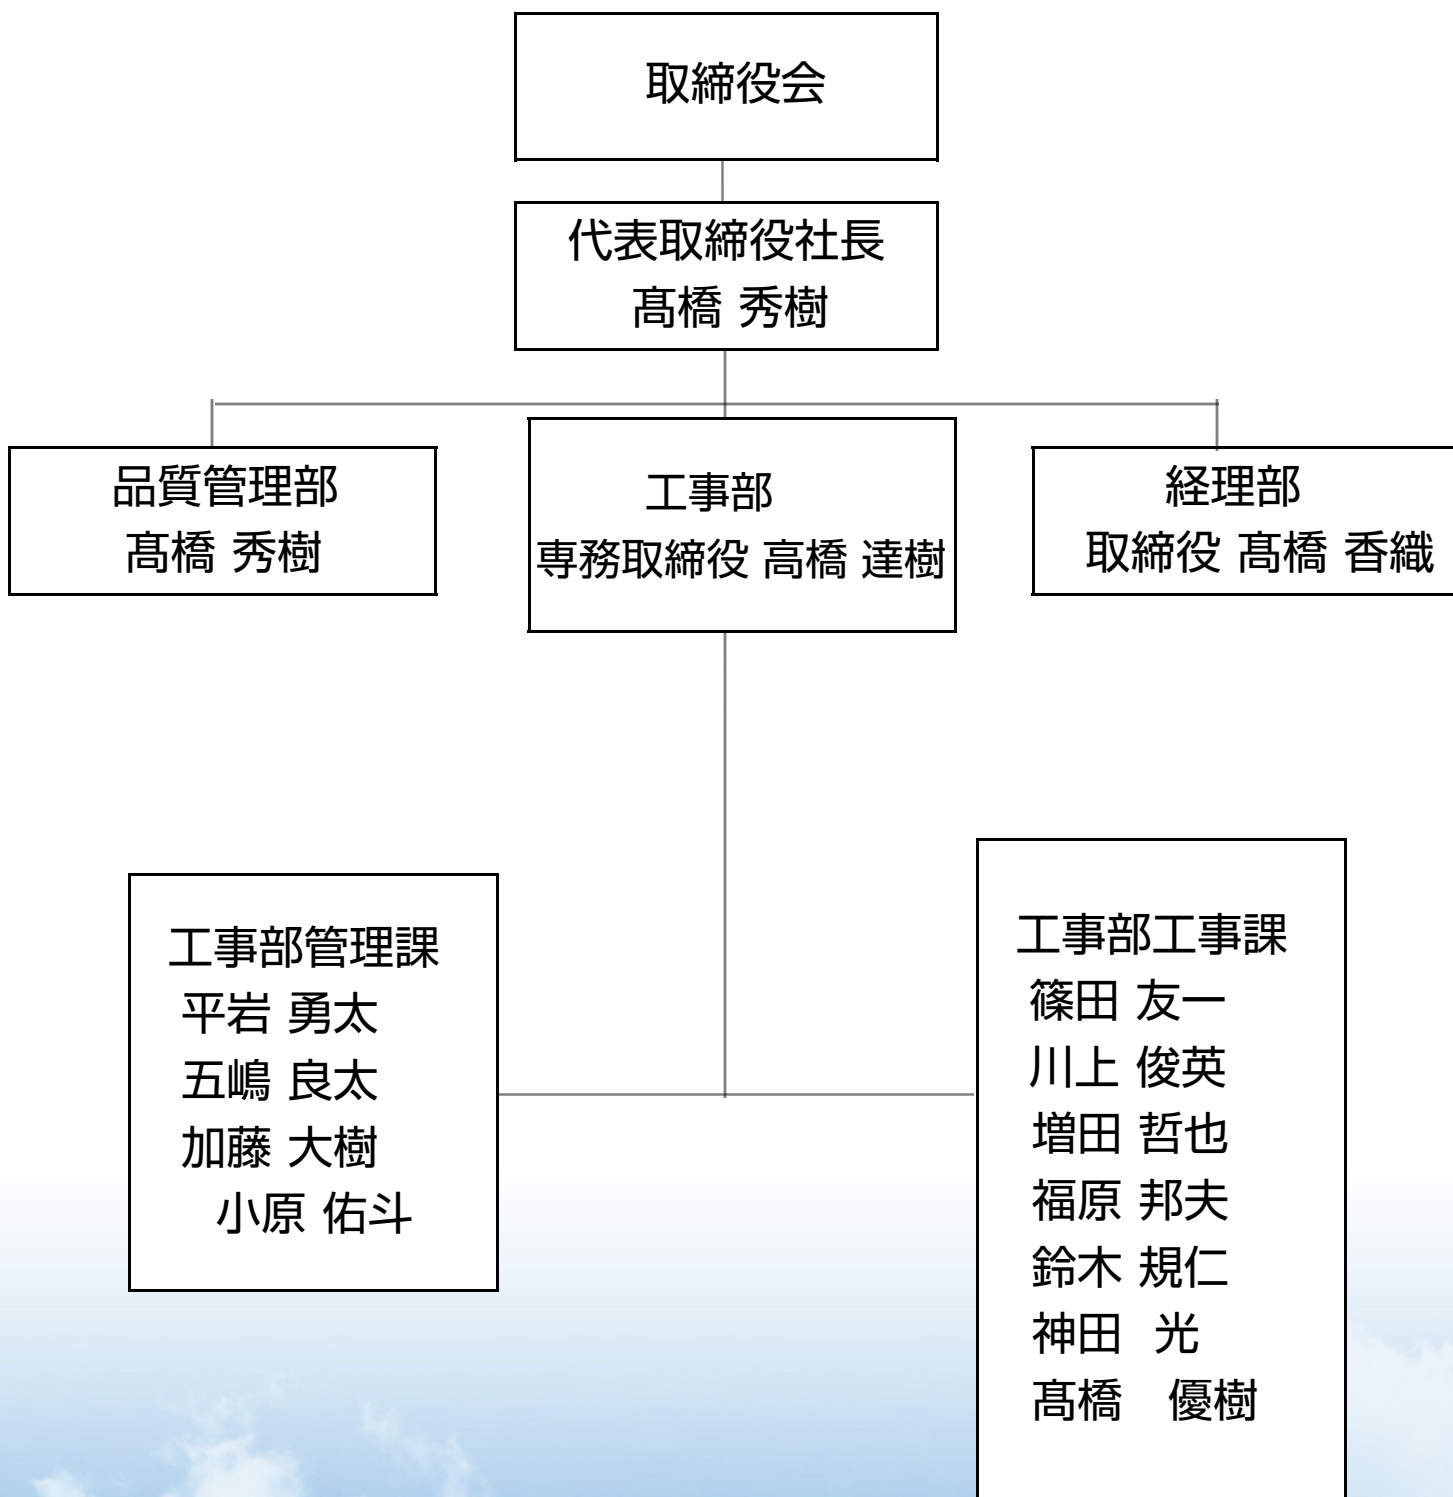 取締役会
代表取締役社長
髙橋 秀樹
品質管理部
髙橋 秀樹
工事部
専務取締役 高橋 達樹
経理部
取締役 髙橋 香織
工事部管理課
平岩 勇太
五嶋 良太
加藤 大樹
小原 佑斗
工事部工事課
篠田 友一
川上 俊英
増田 哲也
福原 邦夫
鈴木 規仁
神田 光
髙橋 優樹